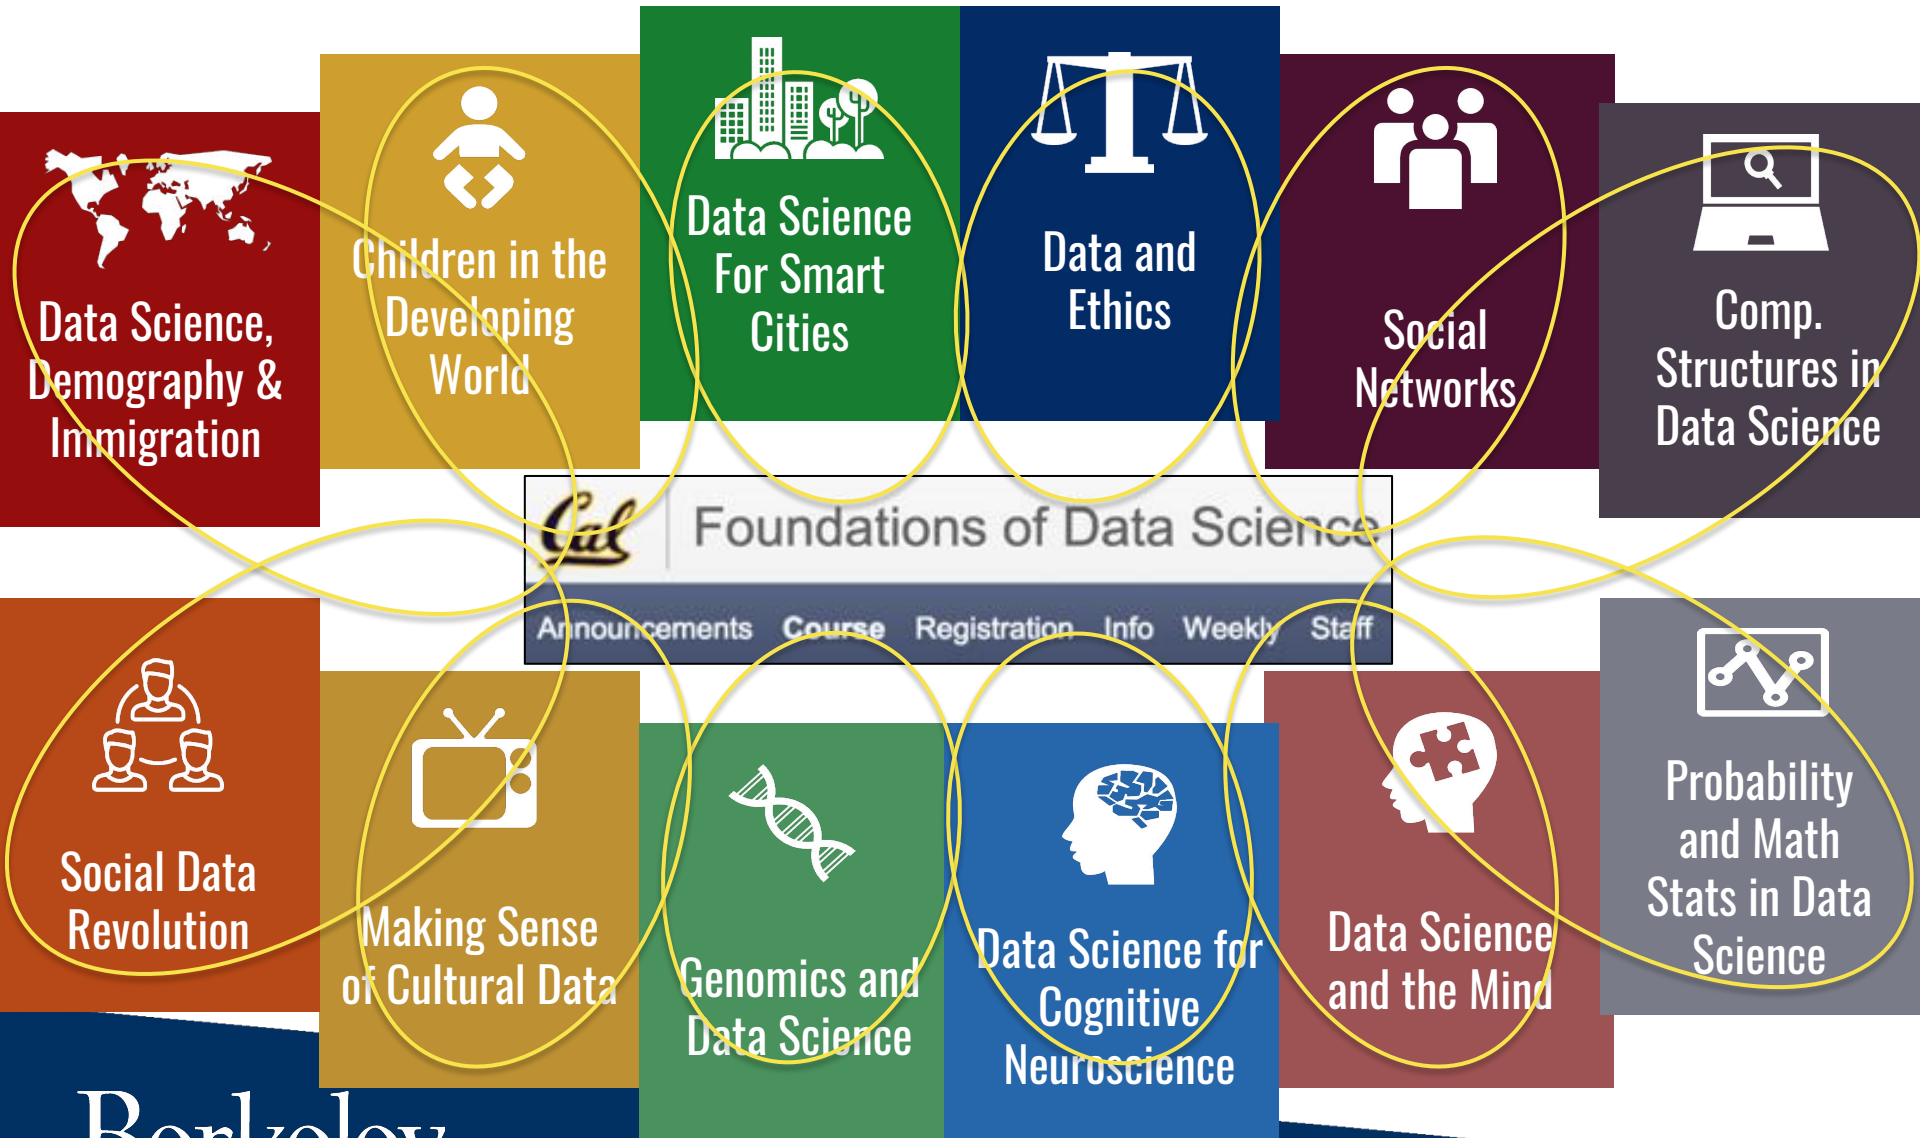 Data Science,
Demography &
Immigration
Children in the
Developing
World
Data Science
For Smart
Cities
Data and
Ethics
Social
Networks
Comp.
Structures in
Data Science
Cal
Foundations of Data Science
Announcements Course Registration Info Weekly Staff
Social Data
Revolution
Making Sense
of Cultural Data
Genomics and
Data Science
Data Science for
Cognitive
Neuroscience
Data Science
and the Mind
Probability
and Math
Stats in Data
Science
Berkeley